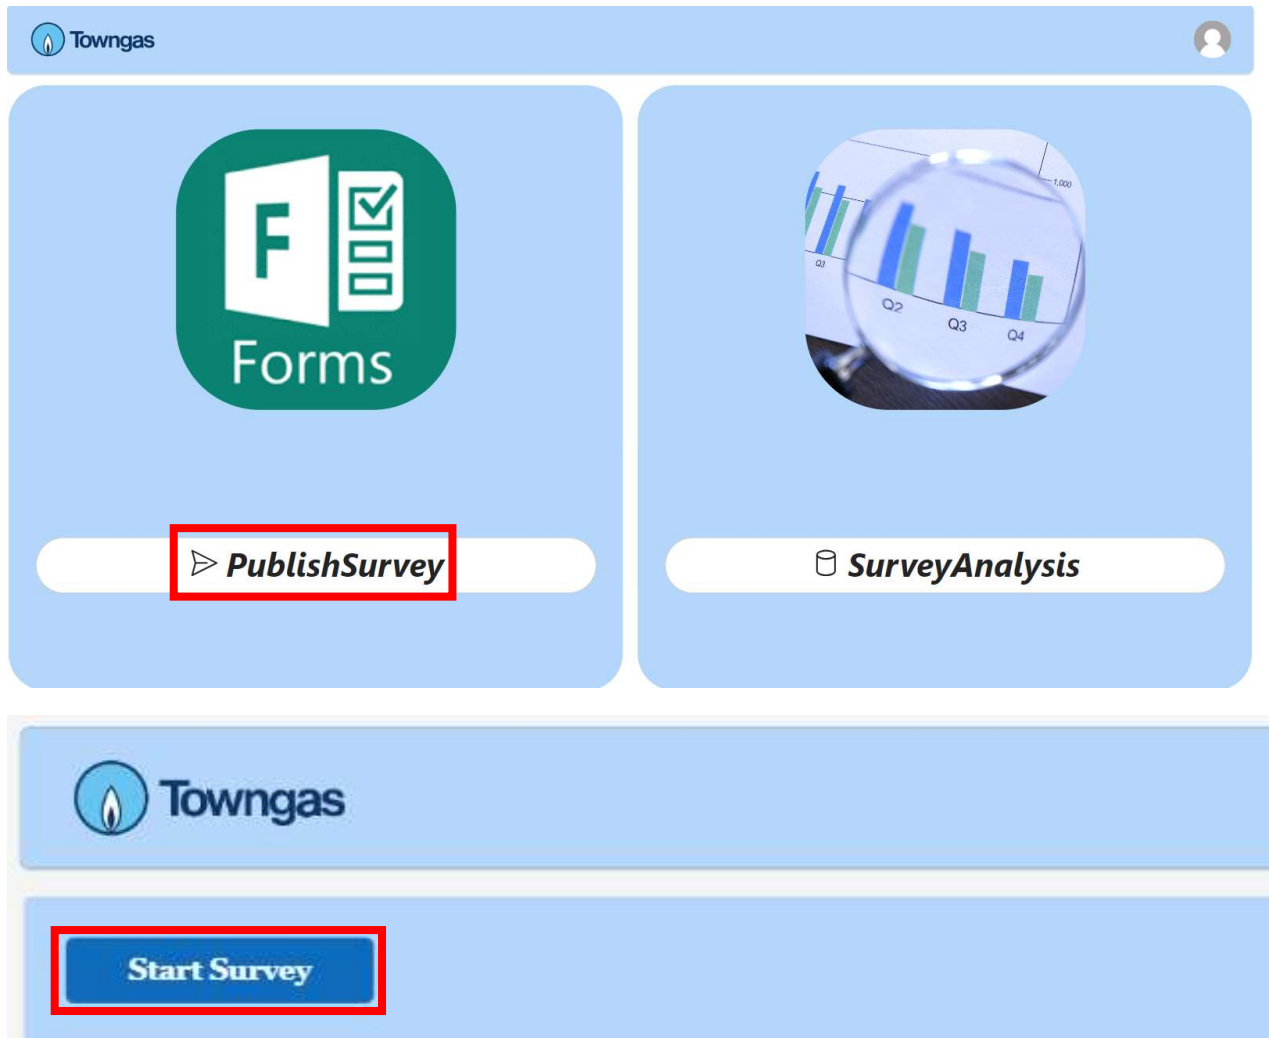 Towngas
F
Forms
1,000
Q3
Q2
Q3
Q4
PublishSurvey
SurveyAnalysis
Towngas
Start Survey